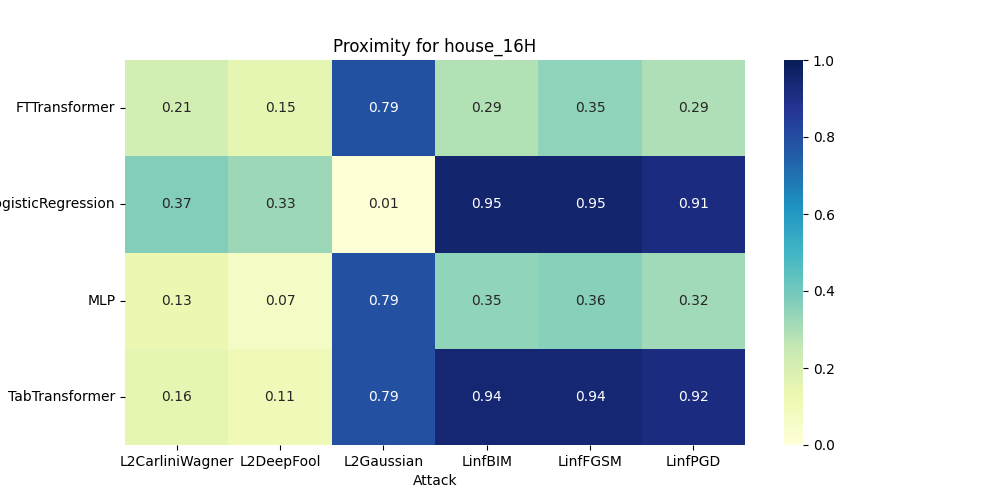 Proximity for house_16H
FTTransformer 0.21 0.15 0.79 0.29 0.35 0.29
ogisticRegression 0.37 0.33 0.01 0.95 0.95 0.91
MLP 0.13 0.07 0.79 0.35 0.36 0.32
TabTransformer 0.16 0.11 0.79 0.94 0.94 0.92
L2CarliniWagner L2DeepFool L2Gaussian LinfBIM LinfFGSM LinfPGD
Attack
1.0
0.8
0.6
0.4
0.2
0.0